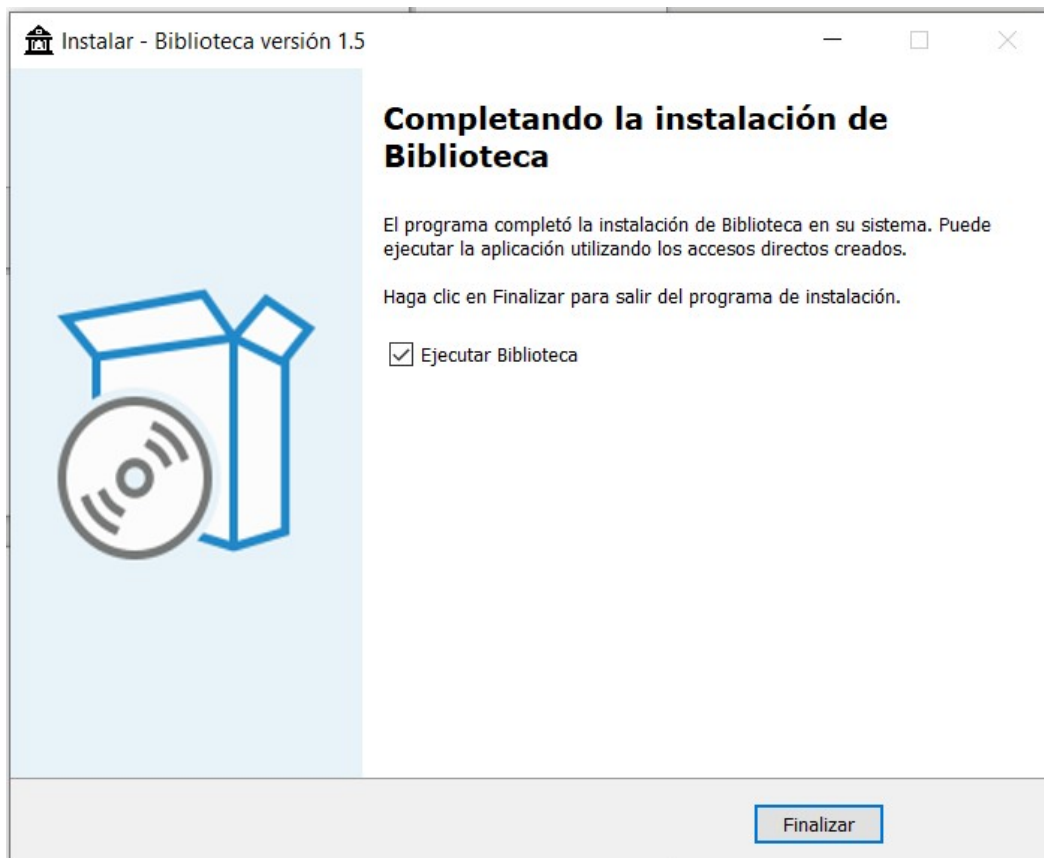 Instalar - Biblioteca versión 1.5
Completando la instalación de
Biblioteca
El programa completó la instalación de Biblioteca en su sistema. Puede
ejecutar la aplicación utilizando los accesos directos creados.
Haga clic en Finalizar para salir del programa de instalación.
Ejecutar Biblioteca
Finalizar